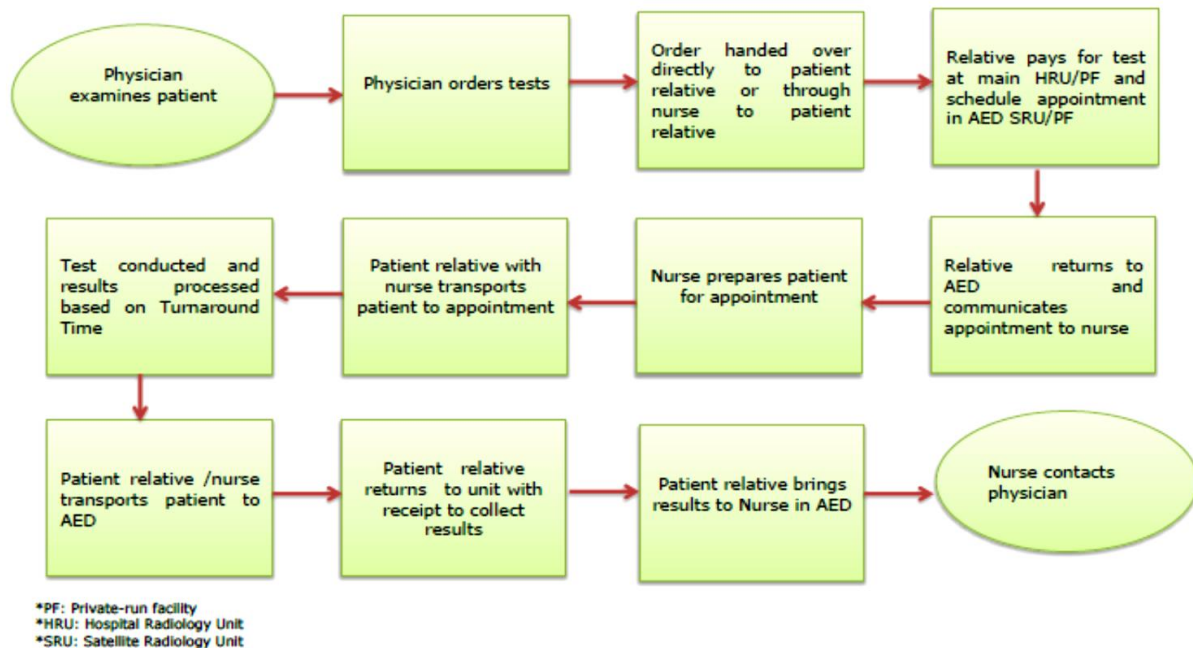 Physician
examines patient
Physician orders tests
Order handed over
directly to patient
relative or through
nurse to patient
relative
Relative pays for test
at main HRU/PF and
schedule appointment
in AED SRU/PF
Relative returns to
AED and
communicates
appointment to nurse
Nurse prepares patient
for appointment
Patient relative with
nurse transports
patient to appointment
Test conducted and
results processed
based on Turnaround
Time
Patient relative /nurse
transports patient to
AED
Patient relative
returns to unit with
receipt to collect
results
Patient relative brings
results to Nurse in AED
Nurse contacts
physician
*PF: Private-run facility
*HRU: Hospital Radiology Unit
*SRU: Satellite Radiology Unit